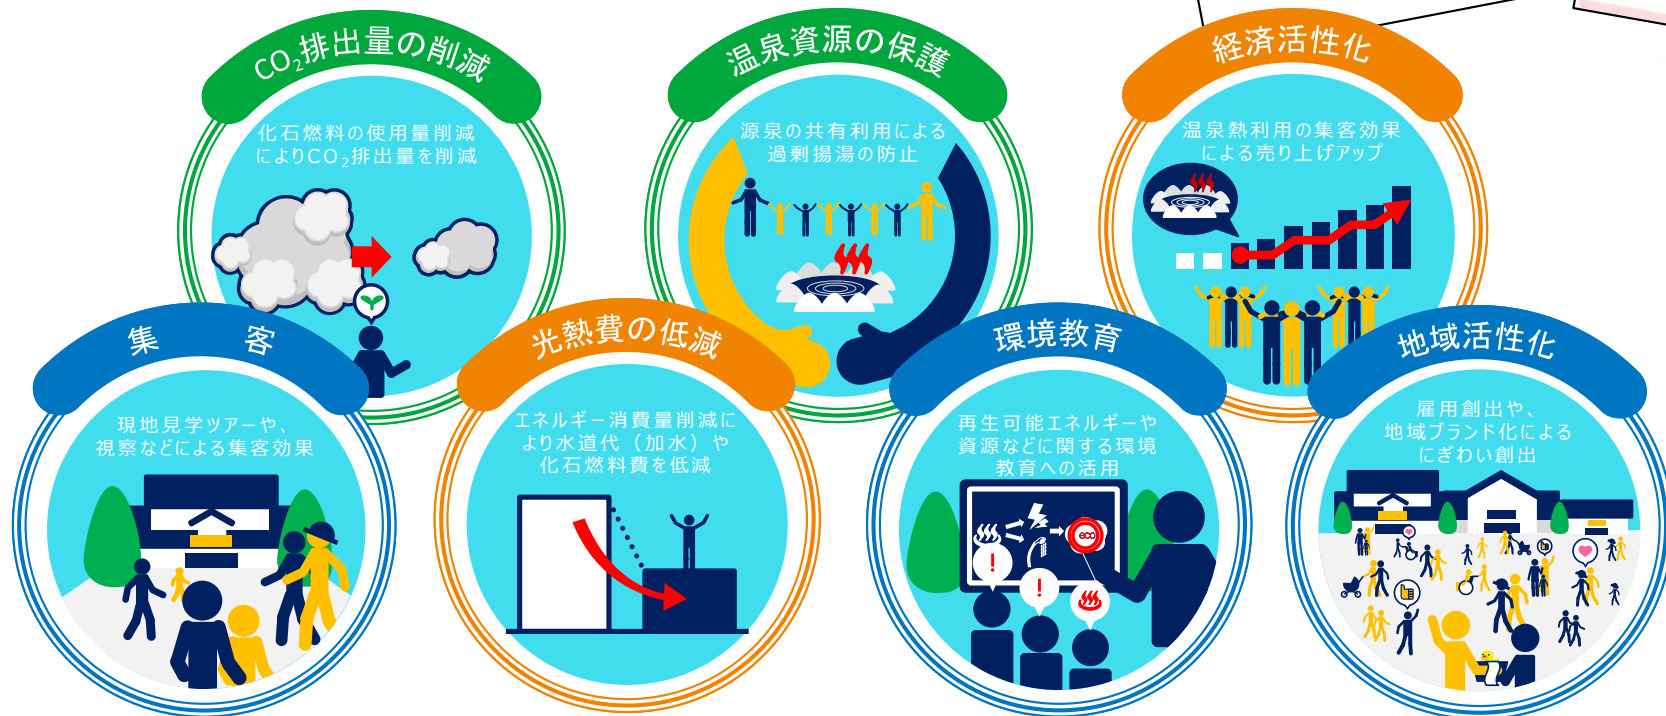 CO₂排出量の削減
化石燃料の使用量削減
によりCO₂排出量を削減
温泉資源の保護
源泉の共有利用による
過剰揚湯の防止
経済活性化
温泉熱利用の集客効果
による売り上げアップ
集 客
現地見学ツアーや、
視察などによる集客効果
光熱費の低減
エネルギー消費量削減に
より水道代（加水）や
化石燃料費を低減
環境教育
再生可能エネルギーや
資源などに関する環境
教育への活用
!
!
eco
地域活性化
雇用創出や、
地域ブランド化による
にぎわい創出